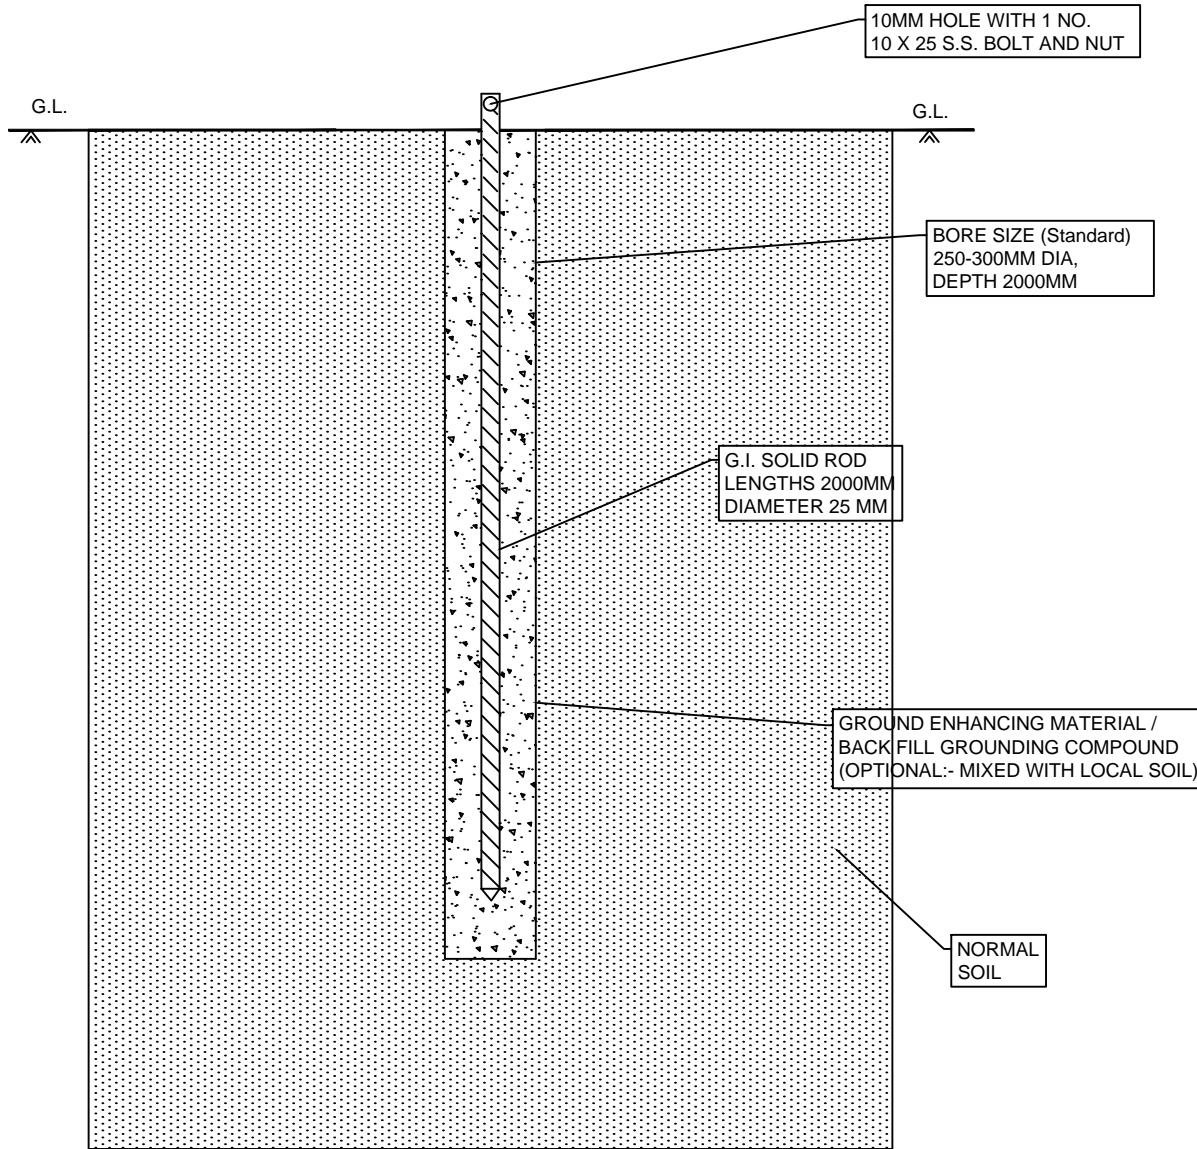 10MM HOLE WITH 1 NO.
10 X 25 S.S. BOLT AND NUT
G.L.
G.L.
BORE SIZE (Standard)
250-300MM DIA,
DEPTH 2000MM
G.I. SOLID ROD
LENGTHS 2000MM
DIAMETER 25 MM
GROUND ENHANCING MATERIAL /
BACK FILL GROUNDING COMPOUND
(OPTIONAL:- MIXED WITH LOCAL SOIL)
NORMAL
SOIL